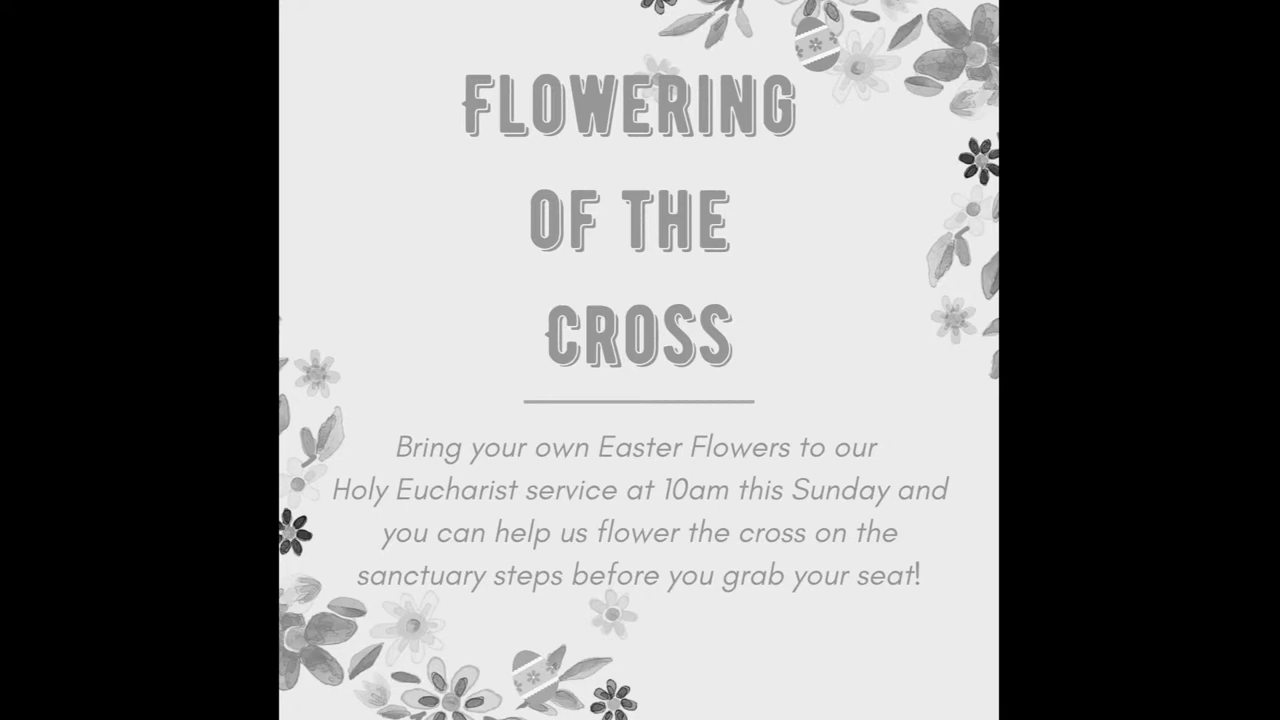 FLOWERING
OF THE
CROSS
Bring your own Easter Flowers to our
Holy Eucharist service at 10am this Sunday and
you can help us flower the cross on the
sanctuary steps before you grab your seat!